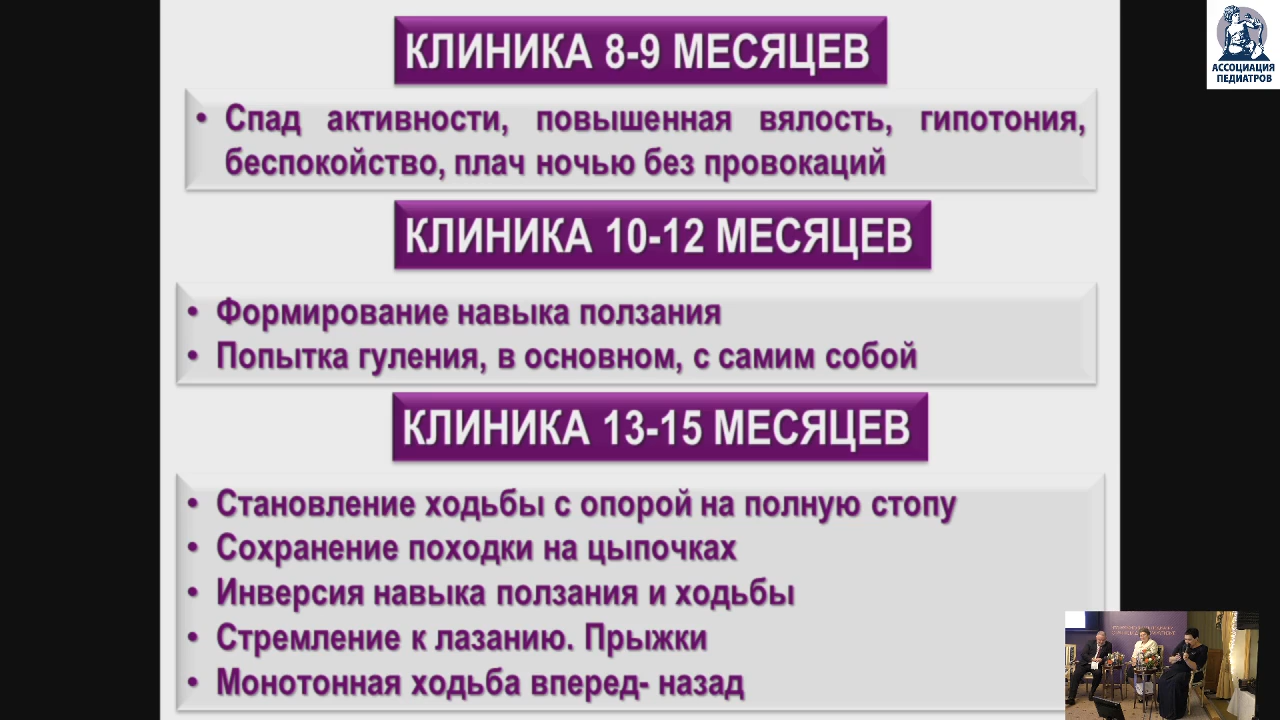 КЛИНИКА 8-9 МЕСЯЦЕВ
АССОЦИАЦИЯ
ПЕДИАТРОВ
• Спад активности, повышенная вялость, гипотония,
беспокойство, плач ночью без провокаций
КЛИНИКА 10-12 МЕСЯЦЕВ
• Формирование навыка ползания
• Попытка гуления, в основном, с самим собой
КЛИНИКА 13-15 МЕСЯЦЕВ
• Становление ходьбы с опорой на полную стопу
• Сохранение походки на цыпочках
• Инверсия навыка ползания и ходьбы
• Стремление к лазанию. Прыжки
• Монотонная ходьба вперед- назад